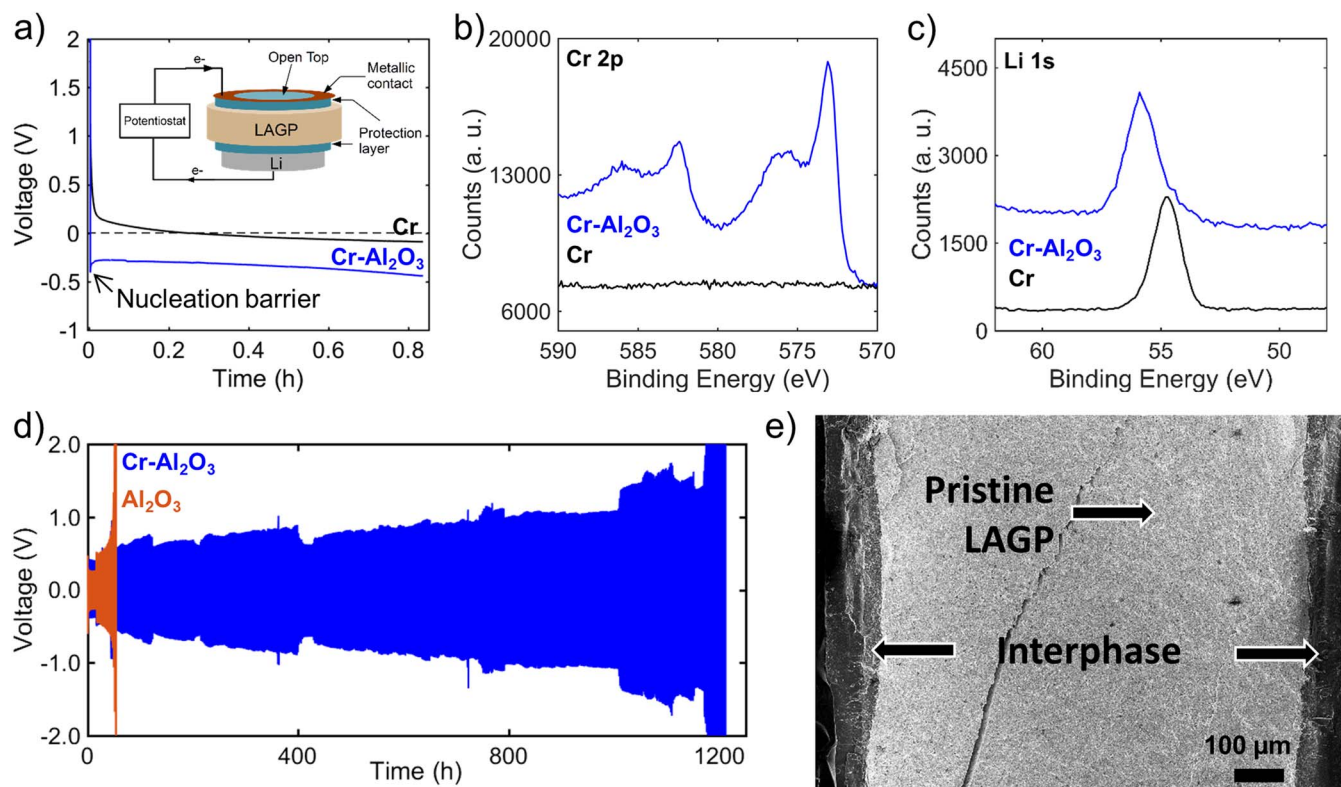 a)
2
1.5
1
0.5
0
-0.5
-1
Voltage (V)
e-
Open Top
Metallic
contact
Potentiostat
LAGP
Protection
layer
Li
e-
Cr
Cr-Al₂O₃
Nucleation barrier
0 0.2 0.4 0.6 0.8
Time (h)
b)
20000
13000
6000
Counts (a. u.)
Cr 2p
Cr-Al₂O₃
Cr
590 585 580 575 570
Binding Energy (eV)
c)
4500
3000
1500
0
Counts (a. u.)
Li 1s
Cr-Al₂O₃
Cr
60 55 50
Binding Energy (eV)
d)
2.0
1.0
0.0
-1.0
-2.0
Voltage (V)
Cr-Al₂O₃
Al₂O₃
0 400 800 1200
Time (h)
e)
Pristine
LAGP
Interphase
100 µm